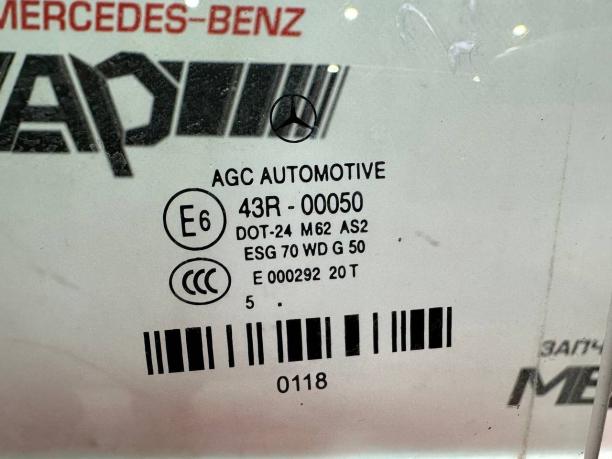 MERCEDES-BENZ
AGC AUTOMOTIVE
E6
43R - 00050
DOT-24 M62 AS2
ESG 70 WD G 50
CCC
E 000292 20 T
5 .
0118
ЗАПЧ